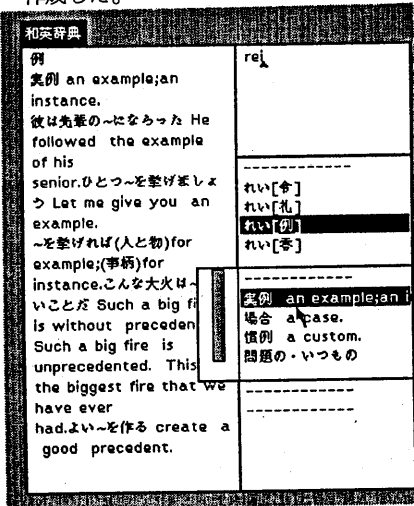 作成した。
和英辞典
例
実例 an example;an
instance.
彼は先輩の~にならった He
followed the example
of his
senior.ひとつ~を挙げましょ
う Let me give you an
example.
~を挙げれば(人と物)for
example;(事柄)for
instance.こんな大火は~
いことだ Such a big fi
is without preceden
Such a big fire is
unprecedented. This
the biggest fire that we
have ever
had.よい~を作る create a
good precedent.
rei
れい[令]
れい[礼]
れい[例]
れい[零]
実例 an example;an i
場合 a case.
慣例 a custom.
問題の・いつもの